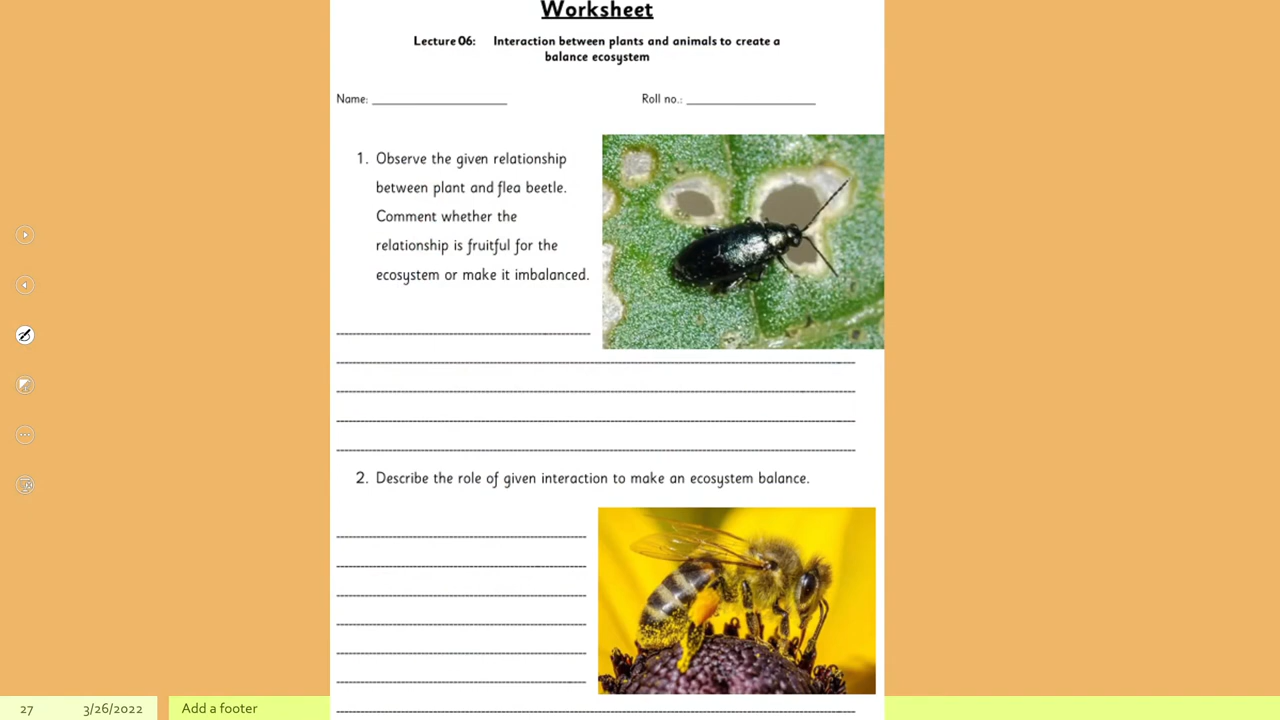 Worksheet
Lecture 06: Interaction between plants and animals to create a
balance ecosystem
Name: ____________________ Roll no.: ____________________
1. Observe the given relationship
between plant and flea beetle.
Comment whether the
relationship is fruitful for the
ecosystem or make it imbalanced.
2. Describe the role of given interaction to make an ecosystem balance.
27 3/26/2022 Add a footer